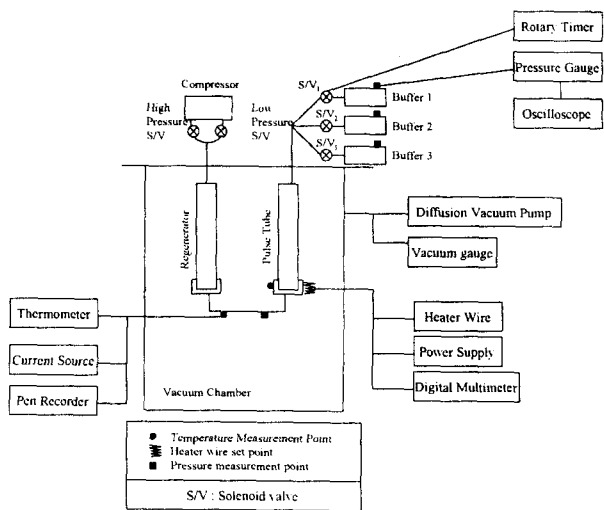 Rotary Timer
Pressure Gauge
Oscilloscope
Compressor
High
Pressure
S/V
Low
Pressure
S/V
S/V1
Buffer 1
S/V2
Buffer 2
S/V3
Buffer 3
Regenerator
Pulse Tube
Diffusion Vacuum Pump
Vacuum gauge
Thermometer
Current Source
Pen Recorder
Heater Wire
Power Supply
Digital Multimeter
Vacuum Chamber
Temperature Measurement Point
Heater wire set point
Pressure measurement point
S/V : Solenoid valve